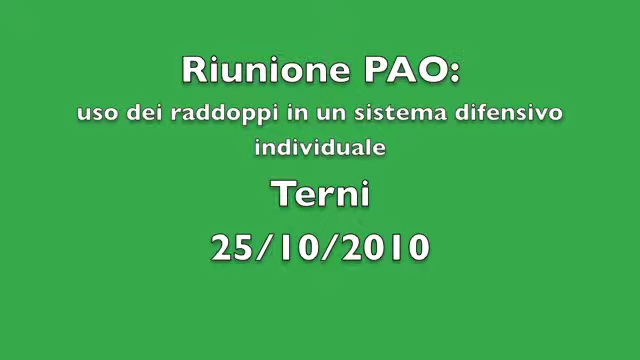 Riunione PAO:
uso dei raddoppi in un sistema difensivo
individuale
Terni
25/10/2010